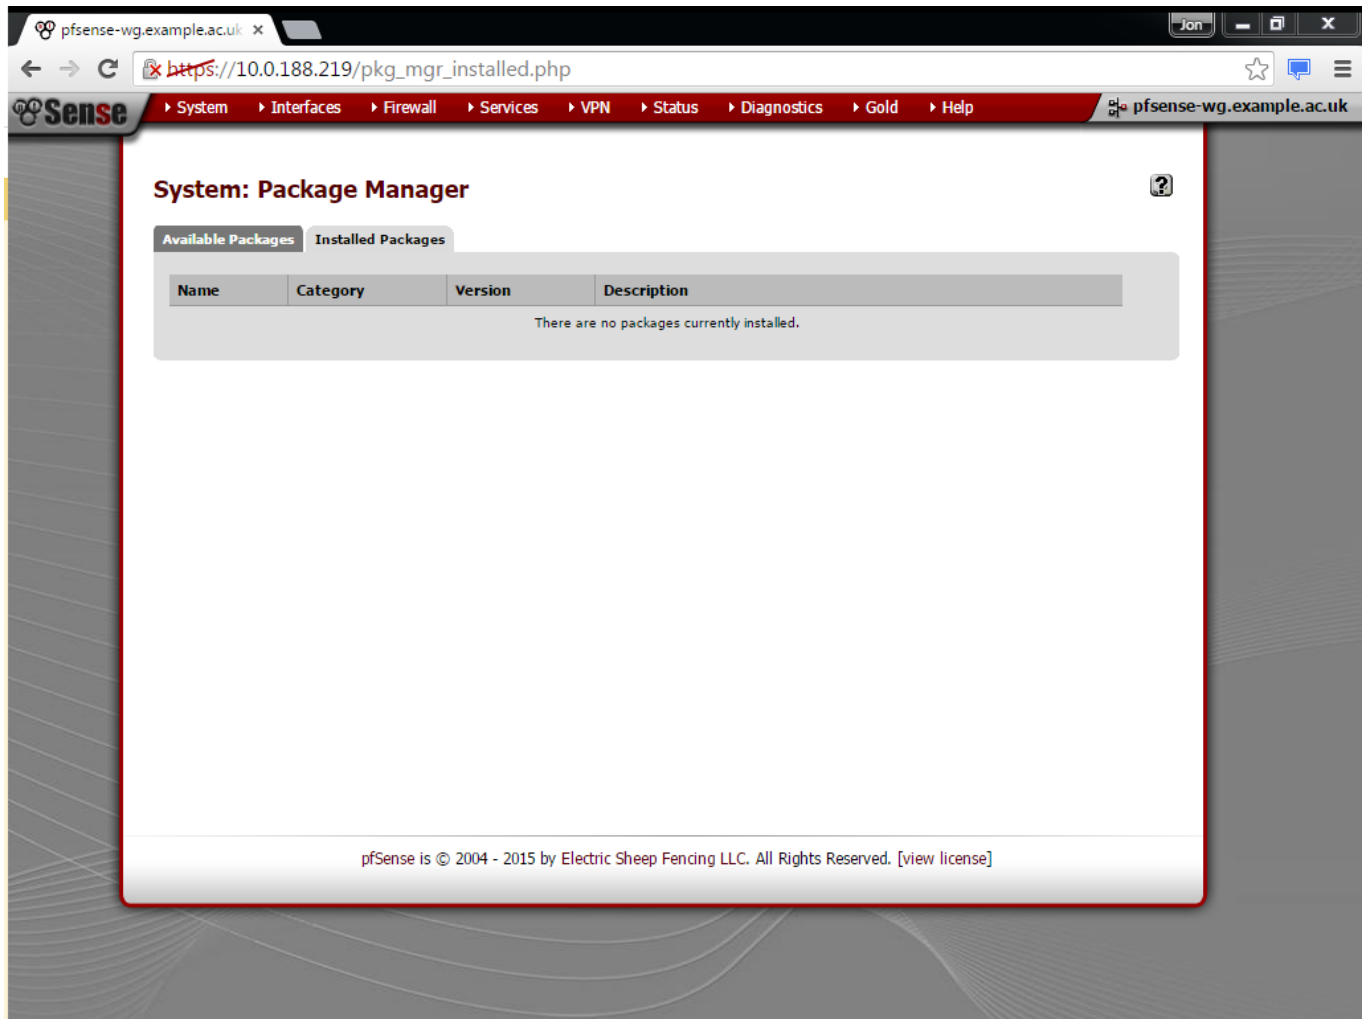 pfsense-wg.example.ac.uk
Jon
https://10.0.188.219/pkg_mgr_installed.php
Sense System Interfaces Firewall Services VPN Status Diagnostics Gold Help pfsense-wg.example.ac.uk
System: Package Manager
Available Packages Installed Packages
Name Category Version Description
There are no packages currently installed.
pfSense is © 2004 - 2015 by Electric Sheep Fencing LLC. All Rights Reserved. [view license]